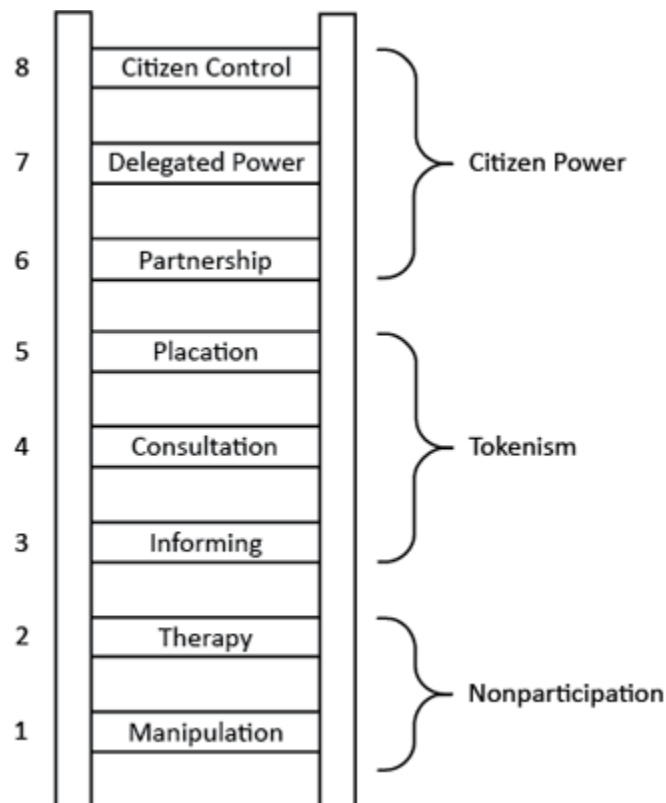 8 Citizen Control
7 Delegated Power Citizen Power
6 Partnership
5 Placation
4 Consultation Tokenism
3 Informing
2 Therapy
Nonparticipation
1 Manipulation